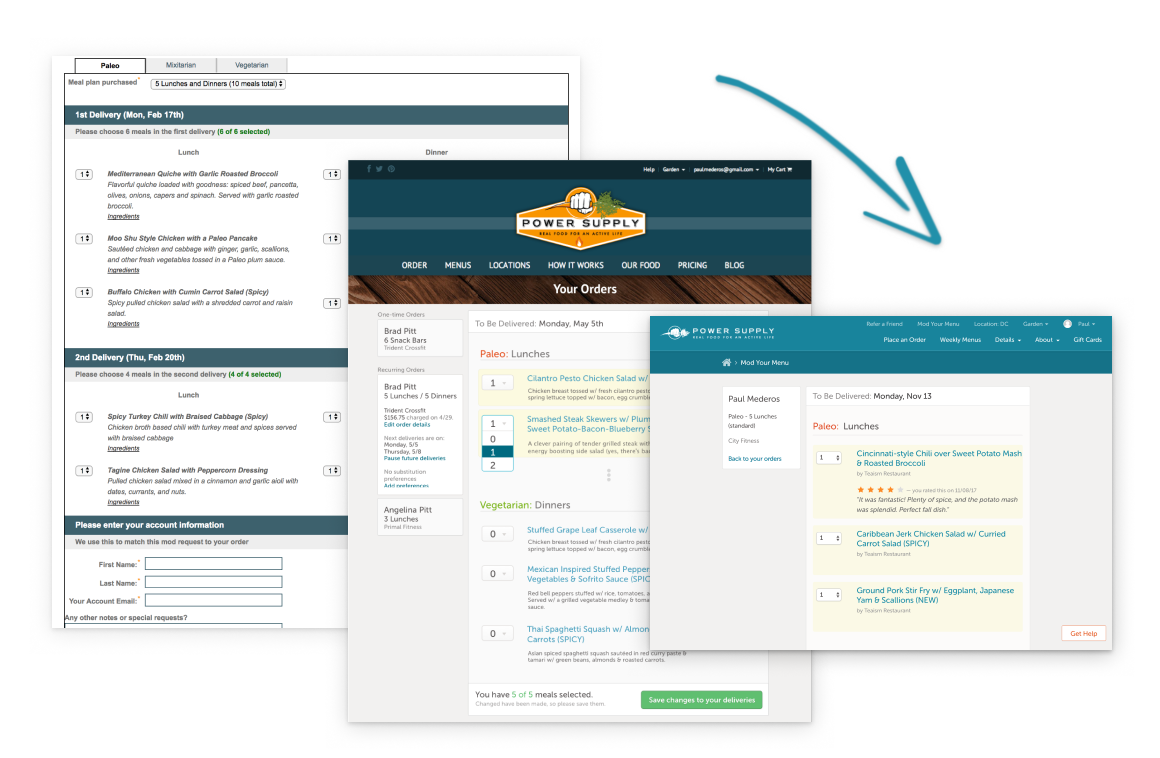 Paleo Mixitarian Vegetarian
Meal plan purchased* 5 Lunches and Dinners (10 meals total)
1st Delivery (Mon, Feb 17th)
Please choose 6 meals in the first delivery (6 of 6 selected)
Lunch Dinner
1 Mediterranean Quiche with Garlic Roasted Broccoli 1
Flavorful quiche loaded with goodness: spiced beef, pancetta,
olives, onions, capers and spinach. Served with garlic roasted
broccoli.
Ingredients
1 Moo Shu Style Chicken with a Paleo Pancake 1
Sautéed chicken and cabbage with ginger, garlic, scallions,
and other fresh vegetables tossed in a Paleo plum sauce.
Ingredients
1 Buffalo Chicken with Cumin Carrot Salad (Spicy)
Spicy pulled chicken salad with a shredded carrot and raisin 1
salad.
Ingredients
2nd Delivery (Thu, Feb 20th)
Please choose 4 meals in the second delivery (4 of 4 selected)
Lunch
1 Spicy Turkey Chili with Braised Cabbage (Spicy) 1
Chicken broth based chili with turkey meat and spices served
with braised cabbage
Ingredients
1 Tagine Chicken Salad with Peppercorn Dressing 1
Pulled chicken salad mixed in a cinnamon and garlic aioli with
dates, currants, and nuts.
Ingredients
Please enter your account information
We use this to match this mod request to your order
First Name:*
Last Name:*
Your Account Email:*
Any other notes or special requests?
Help Garden paulmederos@gmail.com My Cart
POWER SUPPLY
REAL FOOD FOR AN ACTIVE LIFE
ORDER MENUS LOCATIONS HOW IT WORKS OUR FOOD PRICING BLOG
Your Orders
One-time Orders
Brad Pitt
6 Snack Bars
Trident Crossfit
Recurring Orders
Brad Pitt
5 Lunches / 5 Dinners
Trident Crossfit
$156.75 charged on 4/29.
Edit order details
Next deliveries are on:
Monday, 5/5
Thursday, 5/8
Pause future deliveries
No substitution
preferences
Add preferences
Angelina Pitt
3 Lunches
Primal Fitness
To Be Delivered: Monday, May 5th
Paleo: Lunches
1 Cilantro Pesto Chicken Salad w/
Chicken breast tossed w/ fresh cilantro pesto
spring lettuce topped w/ bacon, egg crumble
1 Smashed Steak Skewers w/ Plum
Sweet Potato-Bacon-Blueberry
0
1
2
A clever pairing of tender grilled steak with
energy boosting side salad (yes, there's
Vegetarian: Dinners
0 Stuffed Grape Leaf Casserole w/
Chicken breast tossed w/ fresh cilantro pesto
spring lettuce topped w/ bacon, egg crumble
0 Mexican Inspired Stuffed Pepper
Vegetables & Sofrito Sauce (SPIC
Red bell peppers stuffed w/ rice, tomatoes,
Served w/ a grilled vegetable medley &
sauce.
0 Thai Spaghetti Squash w/ Almon
Carrots (SPICY)
Asian spiced spaghetti squash sautéed in red curry paste &
tamari w/ green beans, almonds & roasted carrots.
You have 5 of 5 meals selected.
Changed have been made, so please save them
Save changes to your deliveries
POWER SUPPLY
REAL FOOD FOR AN ACTIVE LIFE
Refer a Friend Mod Your Menu Location: DC Garden Paul
Place an Order Weekly Menus Details About Gift Cards
› Mod Your Menu
Paul Mederos
Paleo - 5 Lunches
(standard)
City Fitness
Back to your orders
To Be Delivered: Monday, Nov 13
Paleo: Lunches
1 Cincinnati-style Chili over Sweet Potato Mash
& Roasted Broccoli
by Teaism Restaurant
— you rated this on 11/08/17
"It was fantastic! Plenty of spice, and the potato mash
was splendid. Perfect fall dish."
1 Caribbean Jerk Chicken Salad w/ Curried
Carrot Salad (SPICY)
by Teaism Restaurant
1 Ground Pork Stir Fry w/ Eggplant, Japanese
Yam & Scallions (NEW)
by Teaism Restaurant
Get Help